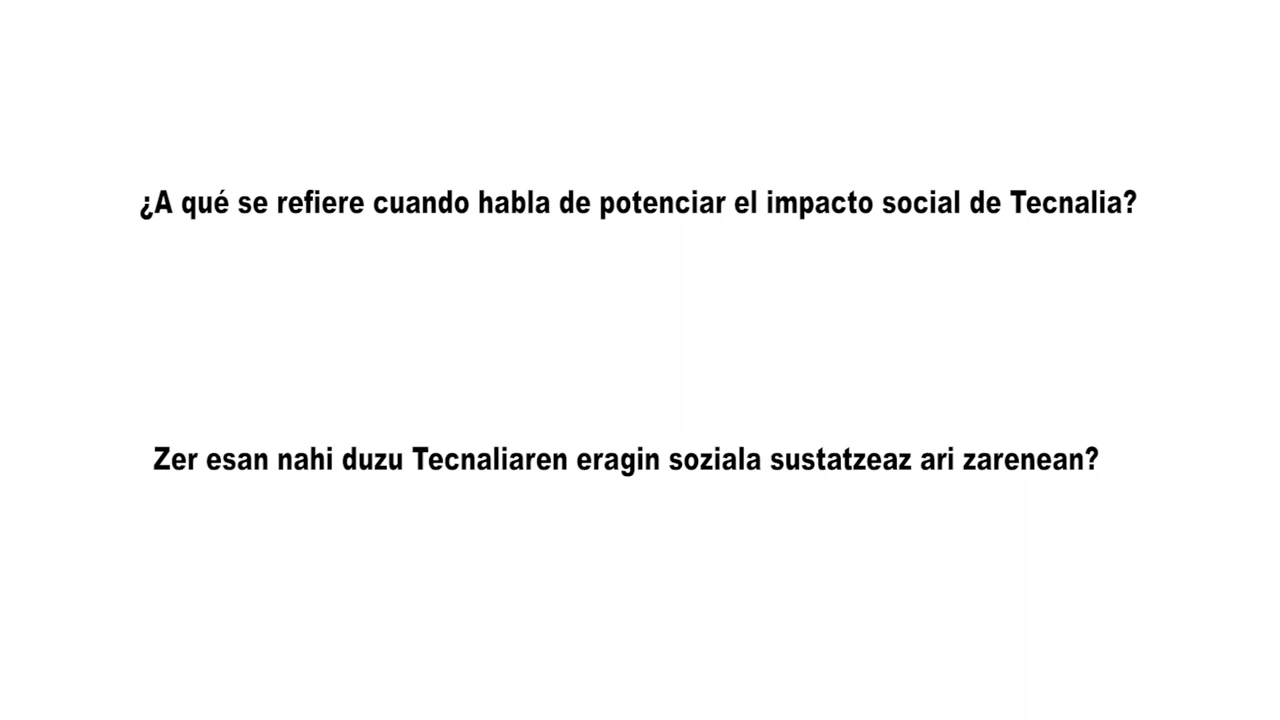 ¿A qué se refiere cuando habla de potenciar el impacto social de Tecnalia?
Zer esan nahi duzu Tecnaliaren eragin soziala sustatzeaz ari zarenean?